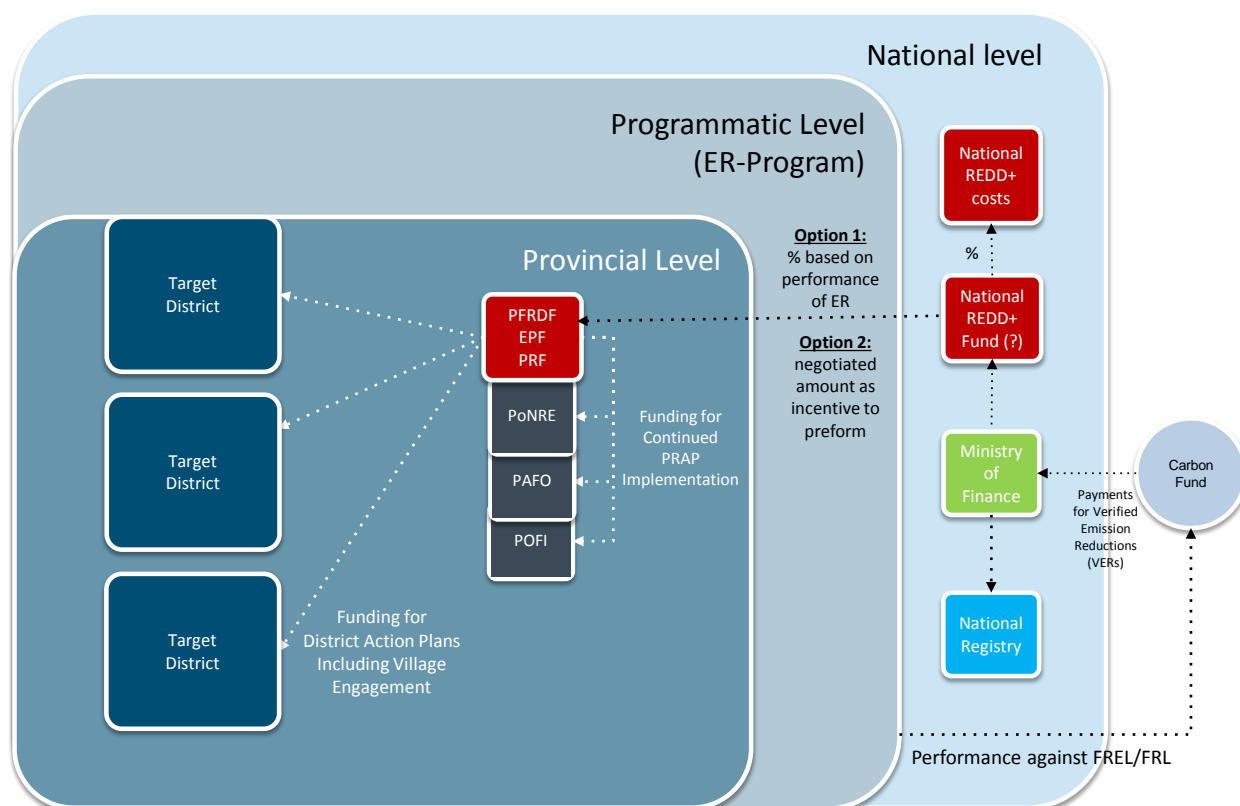 National level
Programmatic Level
(ER-Program)
Provincial Level
Target
District
Target
District
Target
District
PFRDF
EPF
PRF
PoNRE
PAFO
POFI
Funding for
Continued
PRAP
Implementation
Funding for
District Action Plans
Including Village
Engagement
Option 1:
% based on
performance
of ER
Option 2:
negotiated
amount as
incentive to
preform
National
REDD+
costs
%
National
REDD+
Fund (?)
Ministry
of
Finance
National
Registry
Carbon
Fund
Payments
for Verified
Emission
Reductions
(VERs)
Performance against FREL/FRL